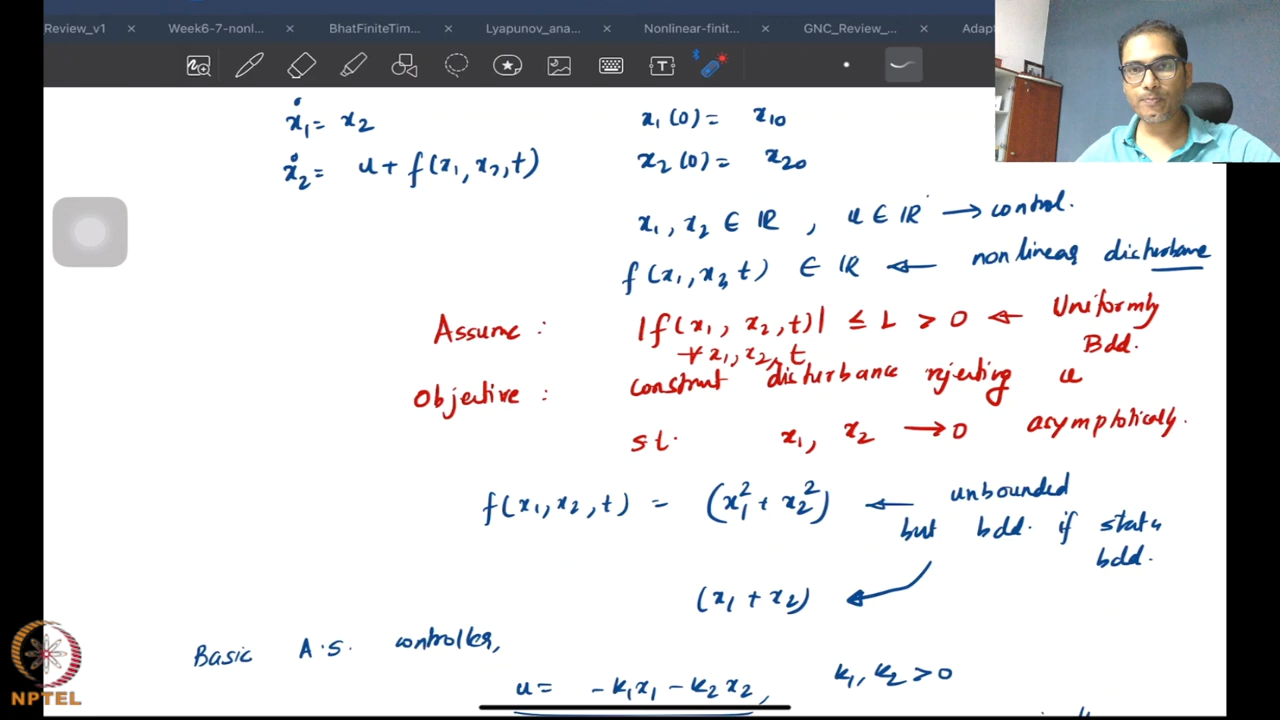 Review_v1 × Week6-7-nonl... × BhatFiniteTim... × Lyapunov_ana... × Nonlinear-finit... × GNC_Review_... × Adap
ẋ₁ = x₂ x₁(0) = x₁₀
ẋ₂ = u + f(x₁, x₂, t) x₂(0) = x₂₀
x₁, x₂ ∈ ℝ , u ∈ ℝ → control.
f(x₁, x₂, t) ∈ ℝ ← nonlinear disturbance
Assume : |f(x₁, x₂, t)| ≤ L > 0 ← Uniformly
∀ x₁, x₂, t Bdd.
Objective : construct disturbance rejecting u
s.t. x₁, x₂ → 0 asymptotically.
f(x₁, x₂, t) = (x₁² + x₂²) ← unbounded
but bdd. if states
bdd.
(x₁ + x₂)
Basic A.S. controller,
u = -k₁x₁ - k₂x₂, k₁, k₂ > 0
NPTEL